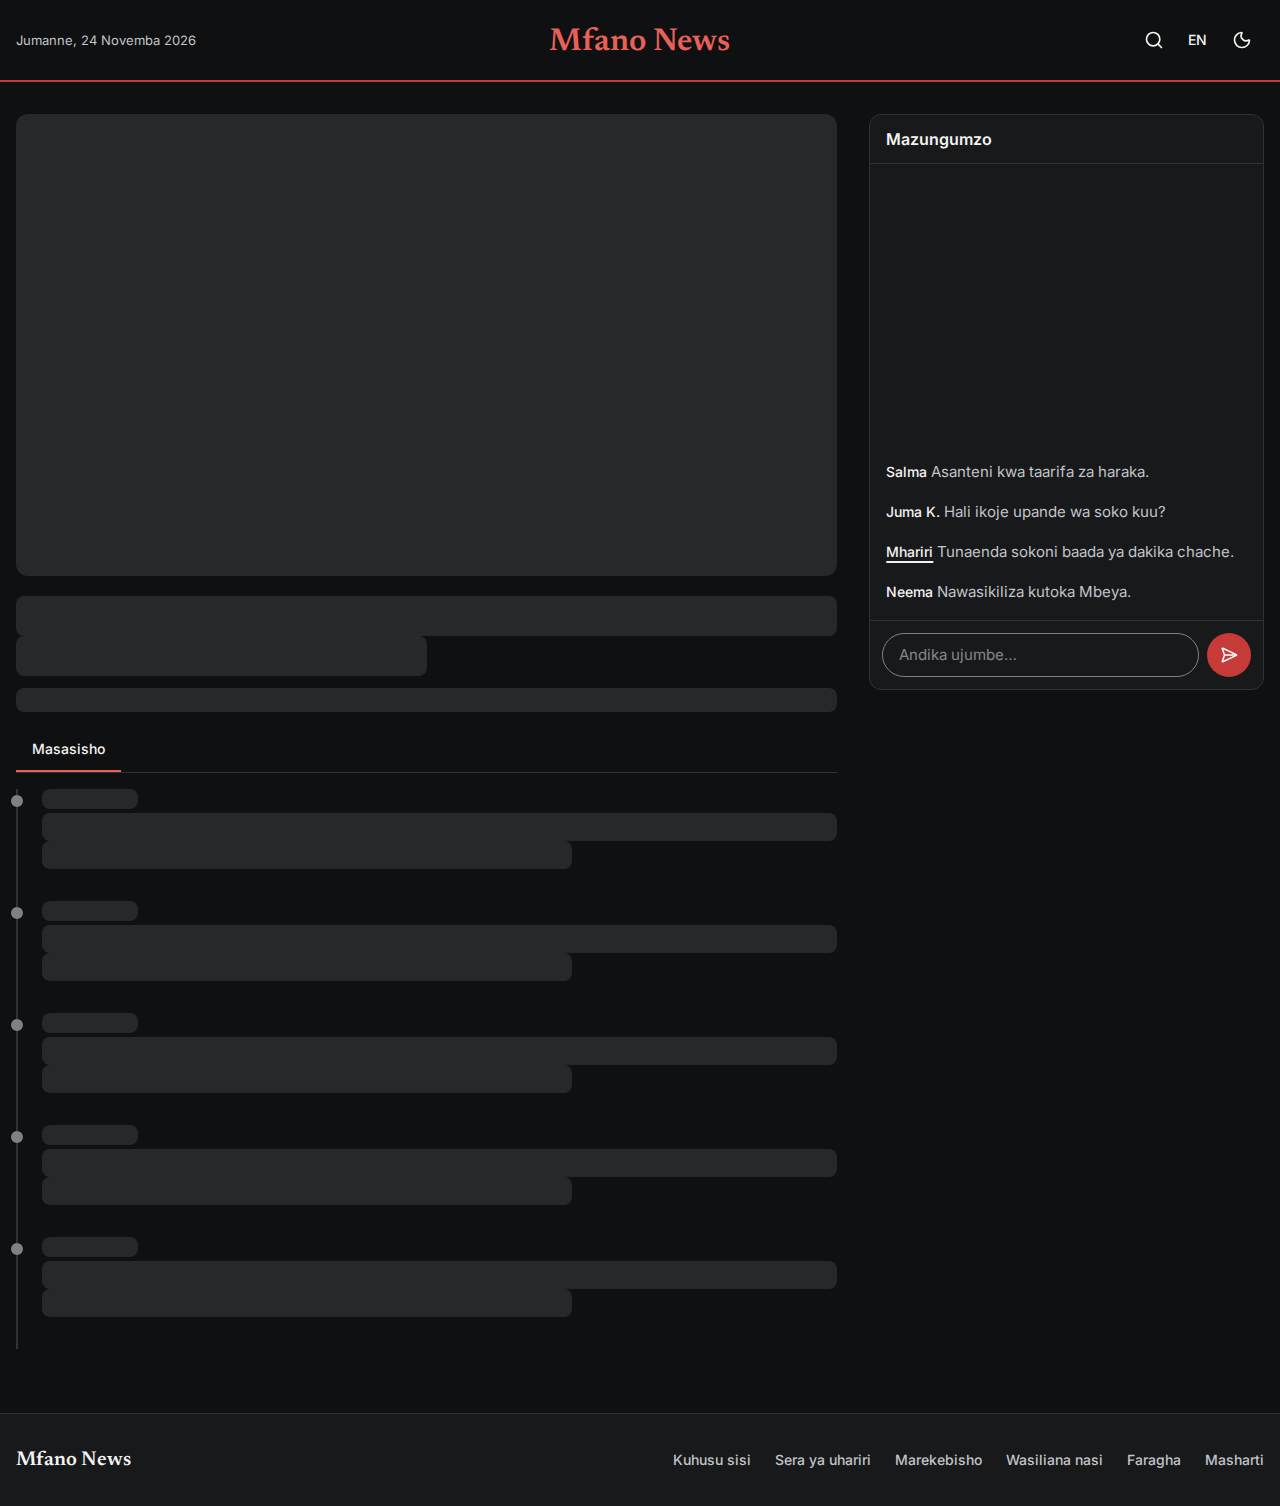 Jumanne, 24 Novemba 2026
Mfano News
EN
Mazungumzo
Salma Asanteni kwa taarifa za haraka.
Juma K. Hali ikoje upande wa soko kuu?
Mhariri Tunaenda sokoni baada ya dakika chache.
Neema Nawasikiliza kutoka Mbeya.
Andika ujumbe...
Masasisho
Mfano News
Kuhusu sisi
Sera ya uhariri
Marekebisho
Wasiliana nasi
Faragha
Masharti